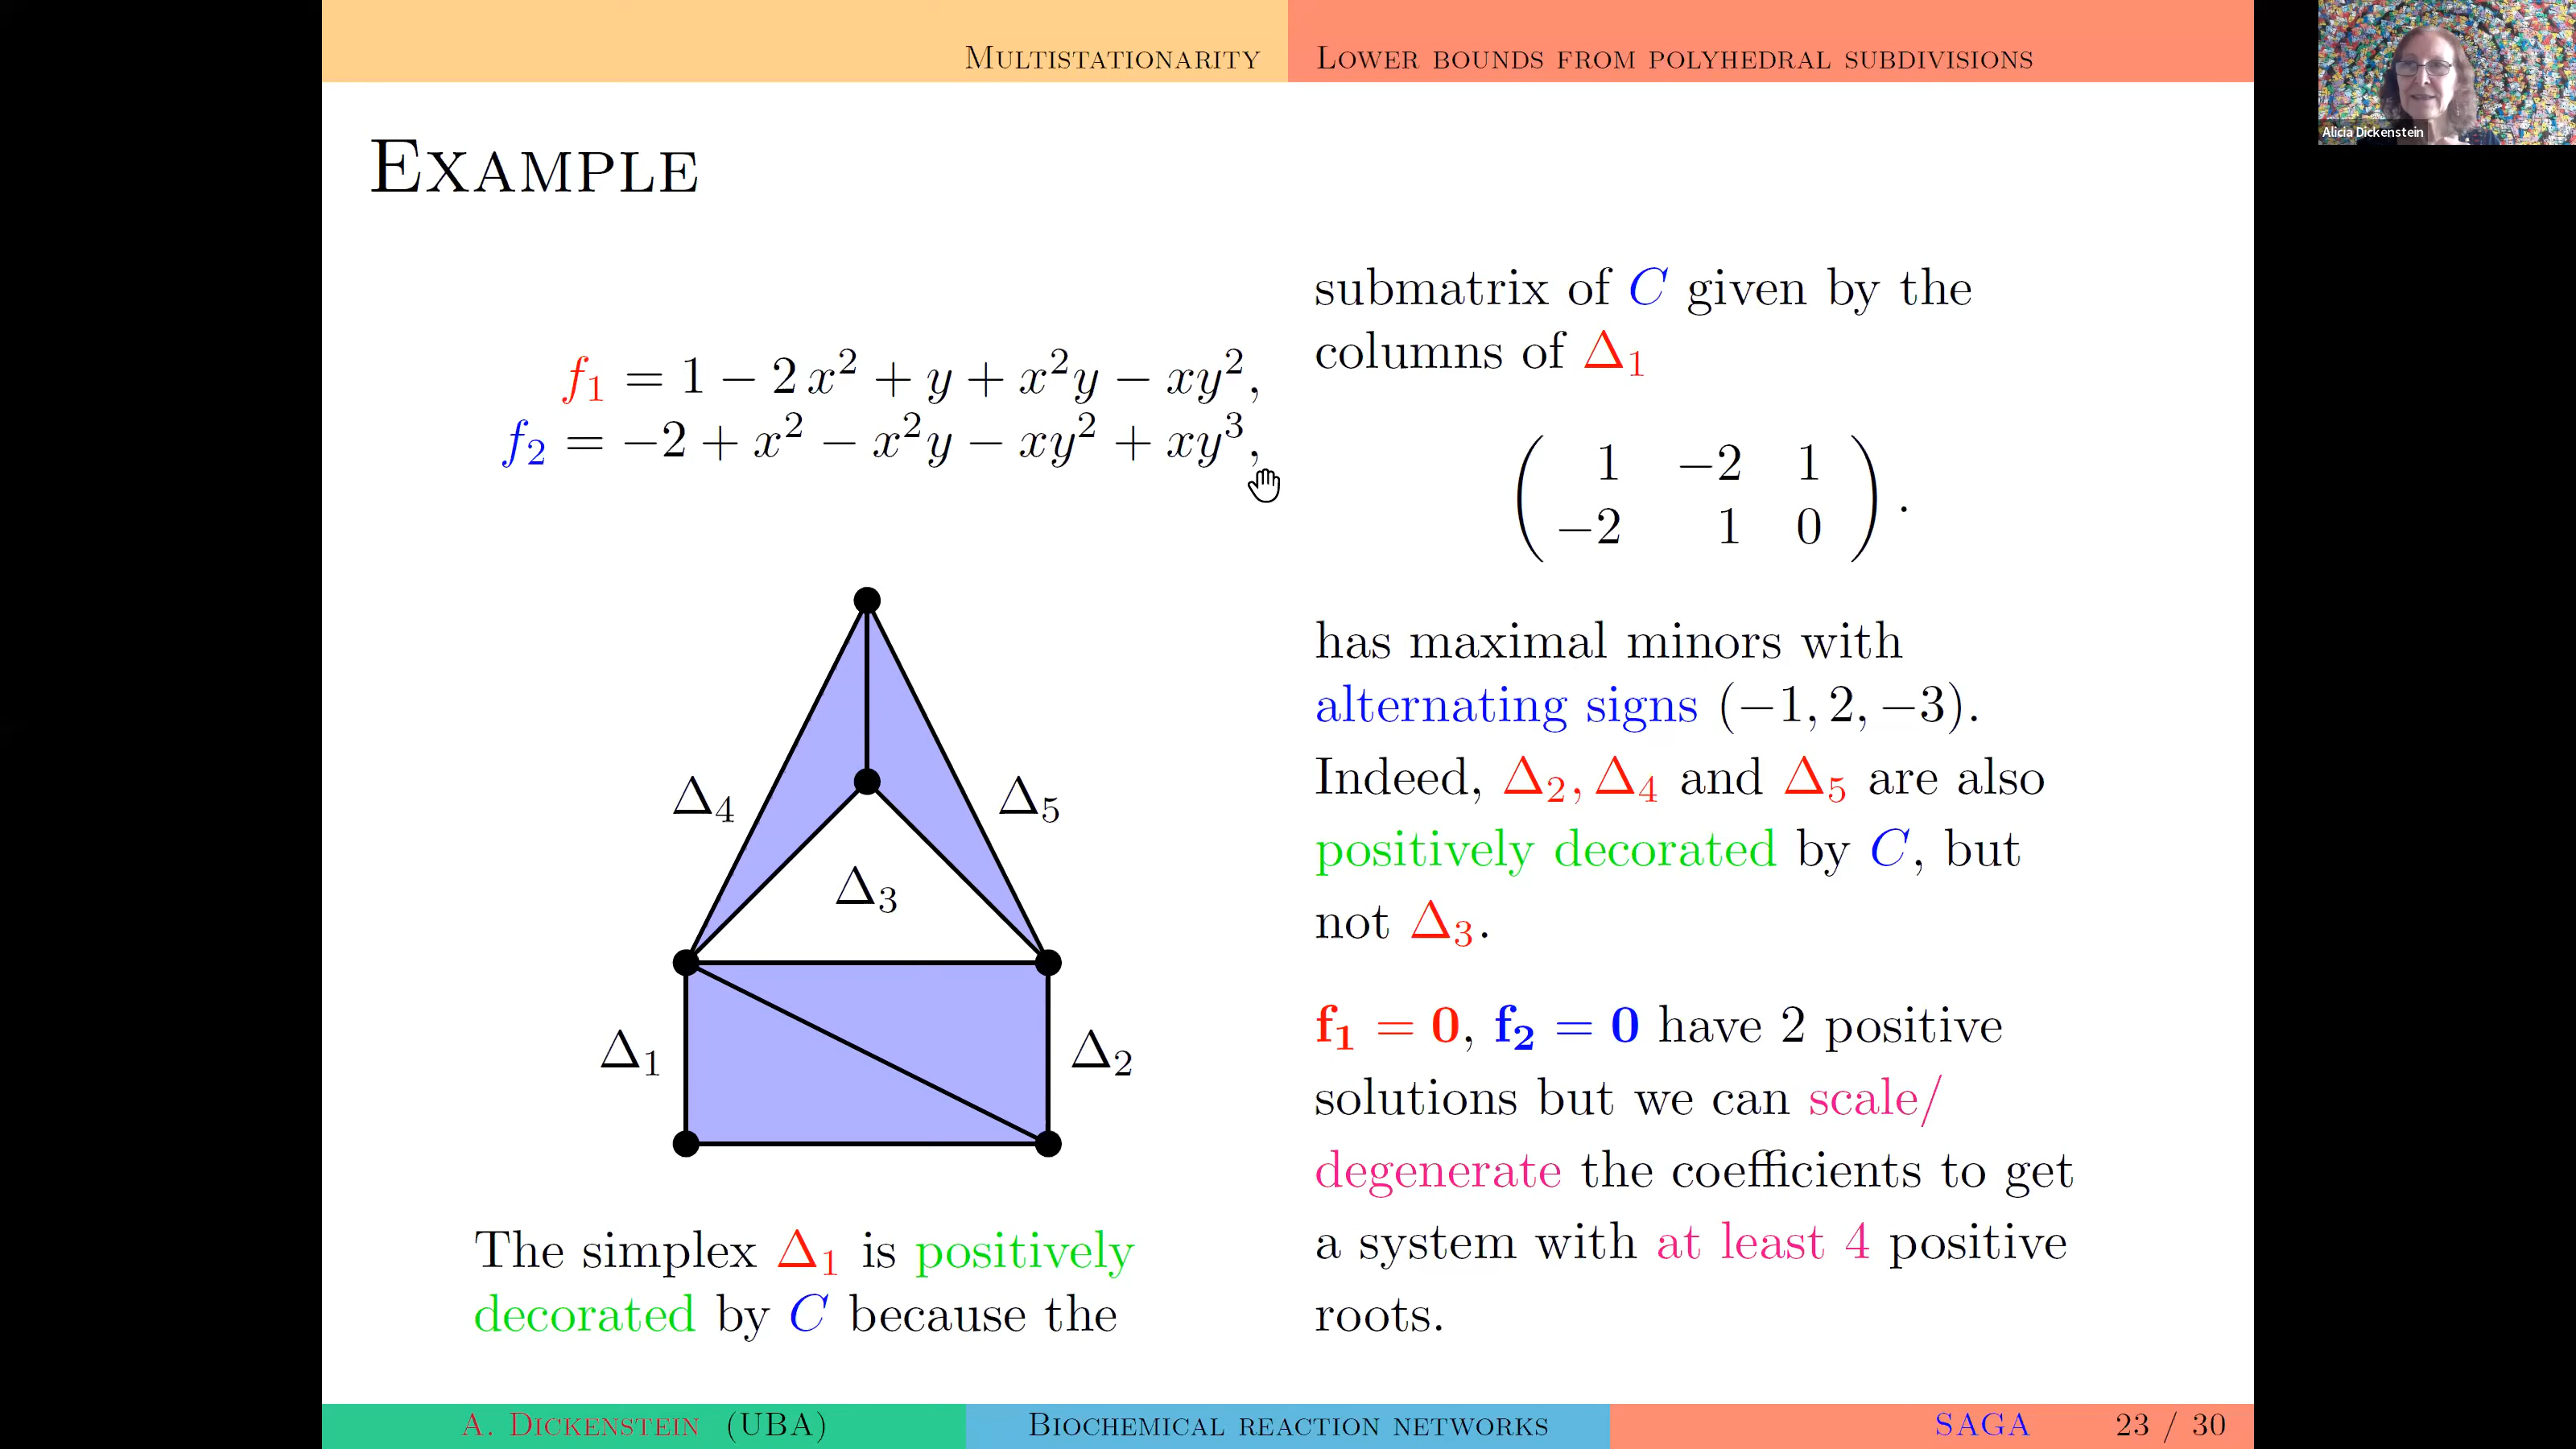 Multistationarity
Lower bounds from polyhedral subdivisions
Alicia Dickenstein
Example
f₁ = 1 − 2 x² + y + x²y − xy²,
f₂ = −2 + x² − x²y − xy² + xy³,
Δ₄
Δ₅
Δ₃
Δ₁
Δ₂
The simplex Δ₁ is positively
decorated by C because the
submatrix of C given by the
columns of Δ₁
( 1 −2 1
−2 1 0 ) .
has maximal minors with
alternating signs (−1, 2, −3).
Indeed, Δ₂, Δ₄ and Δ₅ are also
positively decorated by C, but
not Δ₃.
f₁ = 0, f₂ = 0 have 2 positive
solutions but we can scale/
degenerate the coefficients to get
a system with at least 4 positive
roots.
A. Dickenstein (UBA)
Biochemical reaction networks
SAGA
23 / 30